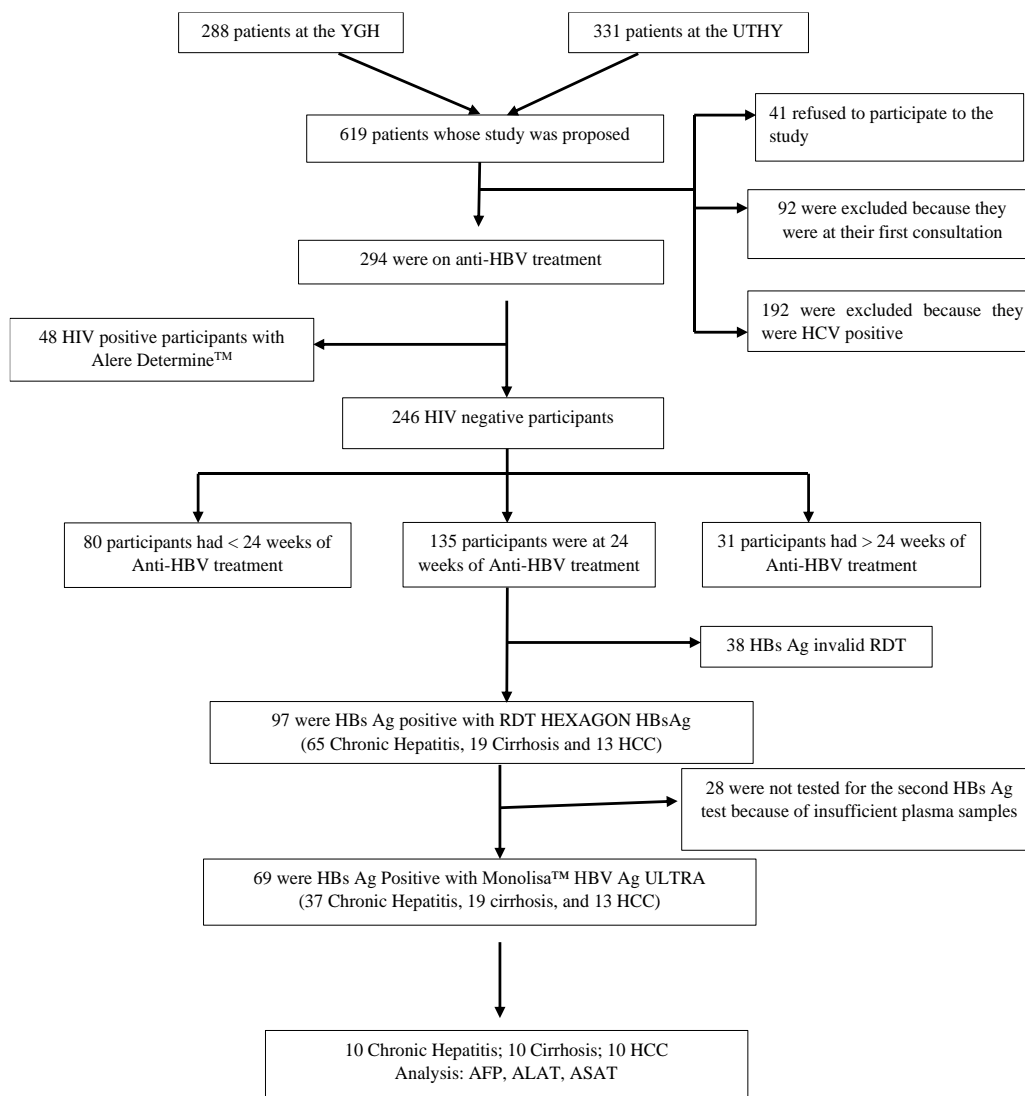 288 patients at the YGH
331 patients at the UTHY
619 patients whose study was proposed
41 refused to participate to the
study
92 were excluded because they
were at their first consultation
294 were on anti-HBV treatment
192 were excluded because they
were HCV positive
48 HIV positive participants with
Alere Determine™
246 HIV negative participants
80 participants had < 24 weeks of
Anti-HBV treatment
135 participants were at 24
weeks of Anti-HBV treatment
31 participants had > 24 weeks of
Anti-HBV treatment
38 HBs Ag invalid RDT
97 were HBs Ag positive with RDT HEXAGON HBsAg
(65 Chronic Hepatitis, 19 Cirrhosis and 13 HCC)
28 were not tested for the second HBs Ag
test because of insufficient plasma samples
69 were HBs Ag Positive with Monolisa™ HBV Ag ULTRA
(37 Chronic Hepatitis, 19 cirrhosis, and 13 HCC)
10 Chronic Hepatitis; 10 Cirrhosis; 10 HCC
Analysis: AFP, ALAT, ASAT